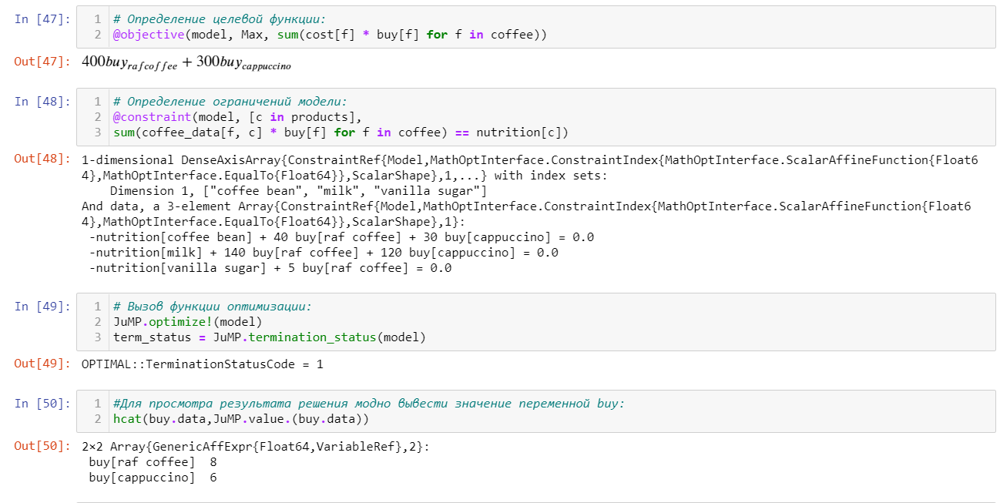 In [47]:
1 # Определение целевой функции:
2 @objective(model, Max, sum(cost[f] * buy[f] for f in coffee))
Out[47]: 400buy_rafcoffee + 300buy_cappuccino
In [48]:
1 # Определение ограничений модели:
2 @constraint(model, [c in products],
3 sum(coffee_data[f, c] * buy[f] for f in coffee) == nutrition[c])
Out[48]: 1-dimensional DenseAxisArray{ConstraintRef{Model,MathOptInterface.ConstraintIndex{MathOptInterface.ScalarAffineFunction{Float6
4},MathOptInterface.EqualTo{Float64}},ScalarShape},1,...} with index sets:
Dimension 1, ["coffee bean", "milk", "vanilla sugar"]
And data, a 3-element Array{ConstraintRef{Model,MathOptInterface.ConstraintIndex{MathOptInterface.ScalarAffineFunction{Float6
4},MathOptInterface.EqualTo{Float64}},ScalarShape},1}:
-nutrition[coffee bean] + 40 buy[raf coffee] + 30 buy[cappuccino] = 0.0
-nutrition[milk] + 140 buy[raf coffee] + 120 buy[cappuccino] = 0.0
-nutrition[vanilla sugar] + 5 buy[raf coffee] = 0.0
In [49]:
1 # Вызов функции оптимизации:
2 JuMP.optimize!(model)
3 term_status = JuMP.termination_status(model)
Out[49]: OPTIMAL::TerminationStatusCode = 1
In [50]:
1 #Для просмотра результата решения модно вывести значение переменной buy:
2 hcat(buy.data,JuMP.value.(buy.data))
Out[50]: 2×2 Array{GenericAffExpr{Float64,VariableRef},2}:
buy[raf coffee] 8
buy[cappuccino] 6